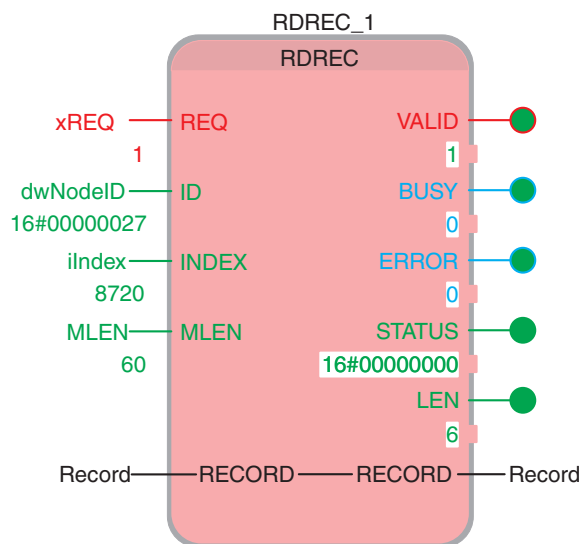 RDREC_1
RDREC
xREQ REQ VALID
1 1
dwNodeID ID BUSY
16#00000027 0
iIndex INDEX ERROR
8720 0
MLEN MLEN STATUS
60 16#00000000
LEN
6
Record RECORD RECORD Record